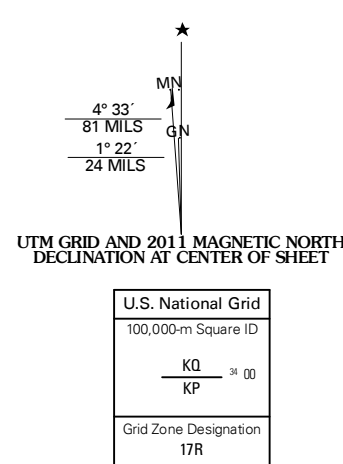 ★
MN
4° 33´
81 MILS
GN
1° 22´
24 MILS
UTM GRID AND 2011 MAGNETIC NORTH
DECLINATION AT CENTER OF SHEET
U.S. National Grid
100,000-m Square ID
KQ
34 00
KP
Grid Zone Designation
17R